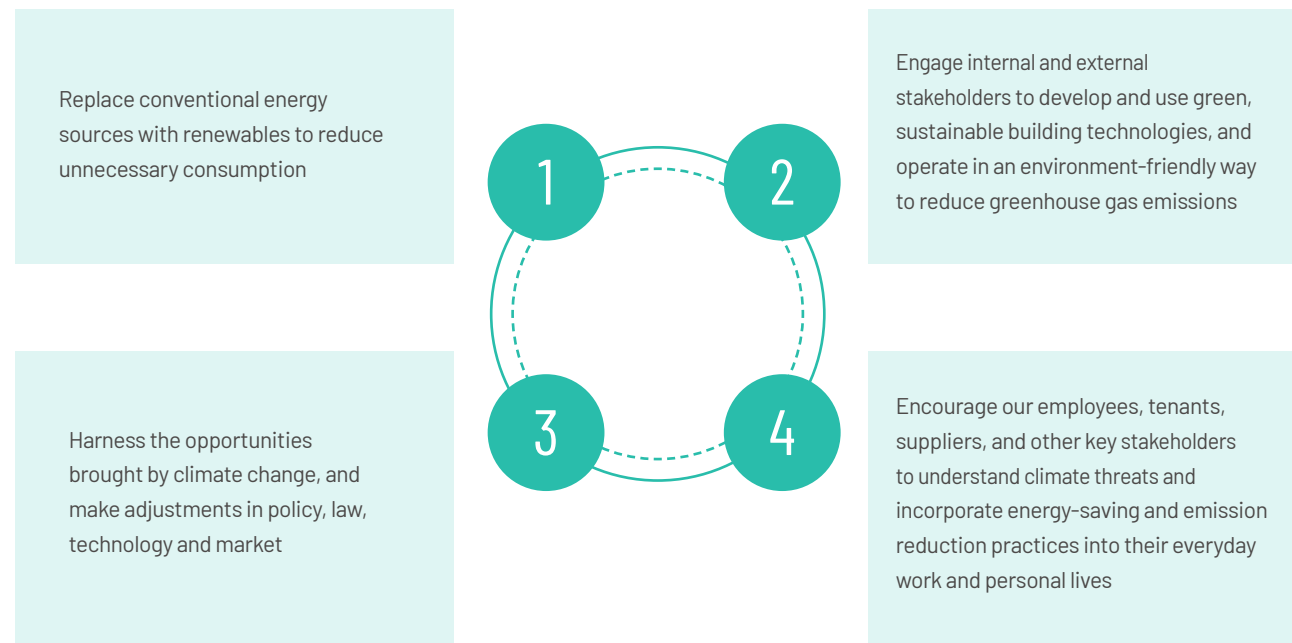 1
Replace conventional energy
sources with renewables to reduce
unnecessary consumption
2
Engage internal and external
stakeholders to develop and use green,
sustainable building technologies, and
operate in an environment-friendly way
to reduce greenhouse gas emissions
3
Harness the opportunities
brought by climate change, and
make adjustments in policy, law,
technology and market
4
Encourage our employees, tenants,
suppliers, and other key stakeholders
to understand climate threats and
incorporate energy-saving and emission
reduction practices into their everyday
work and personal lives